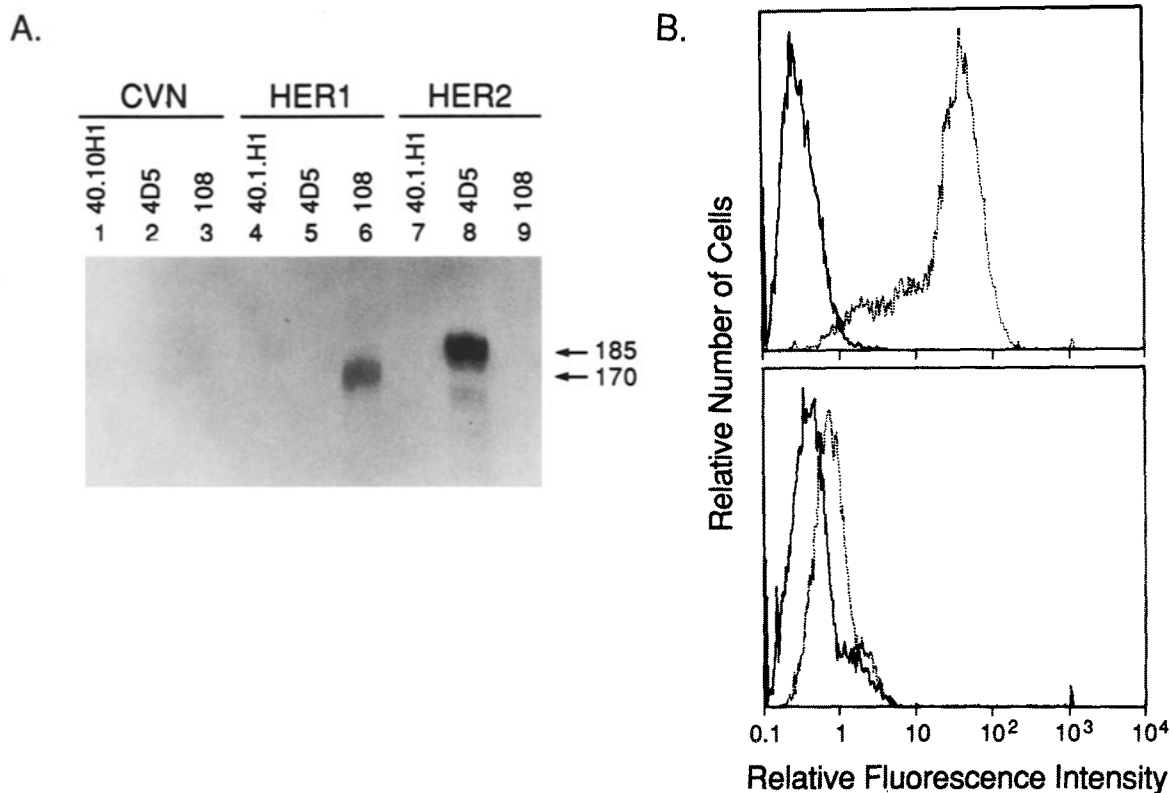 A.
CVN HER1 HER2
40.10H1 4D5 108 40.1.H1 4D5 108 40.1.H1 4D5 108
1 2 3 4 5 6 7 8 9
185
170
B.
Relative Number of Cells
0.1 1 10 10² 10³ 10⁴
Relative Fluorescence Intensity